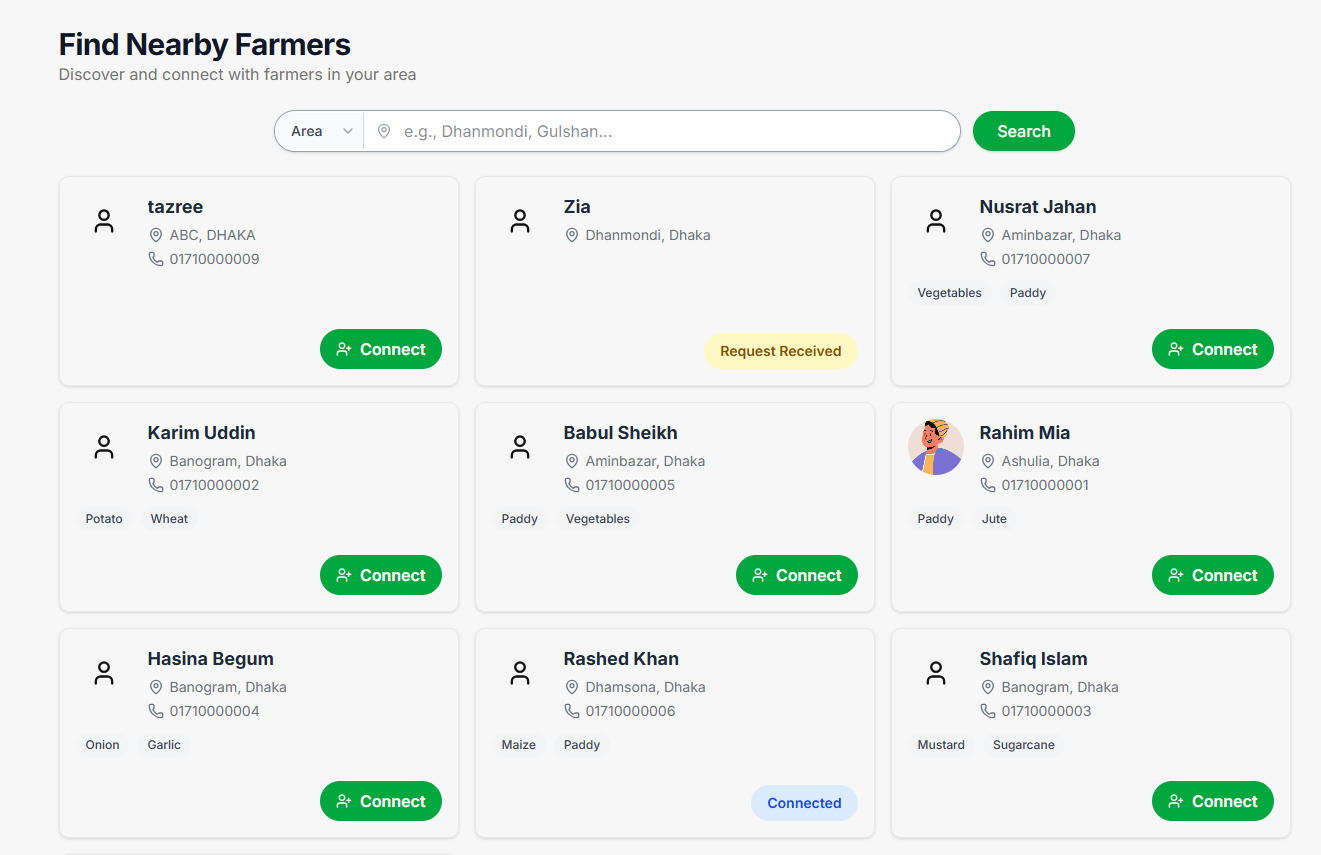 Find Nearby Farmers
Discover and connect with farmers in your area
Area
e.g., Dhanmondi, Gulshan...
Search
tazree
ABC, DHAKA
01710000009
Connect
Zia
Dhanmondi, Dhaka
Request Received
Nusrat Jahan
Aminbazar, Dhaka
01710000007
Vegetables Paddy
Connect
Karim Uddin
Banogram, Dhaka
01710000002
Potato Wheat
Connect
Babul Sheikh
Aminbazar, Dhaka
01710000005
Paddy Vegetables
Connect
Rahim Mia
Ashulia, Dhaka
01710000001
Paddy Jute
Connect
Hasina Begum
Banogram, Dhaka
01710000004
Onion Garlic
Connect
Rashed Khan
Dhamsona, Dhaka
01710000006
Maize Paddy
Connected
Shafiq Islam
Banogram, Dhaka
01710000003
Mustard Sugarcane
Connect